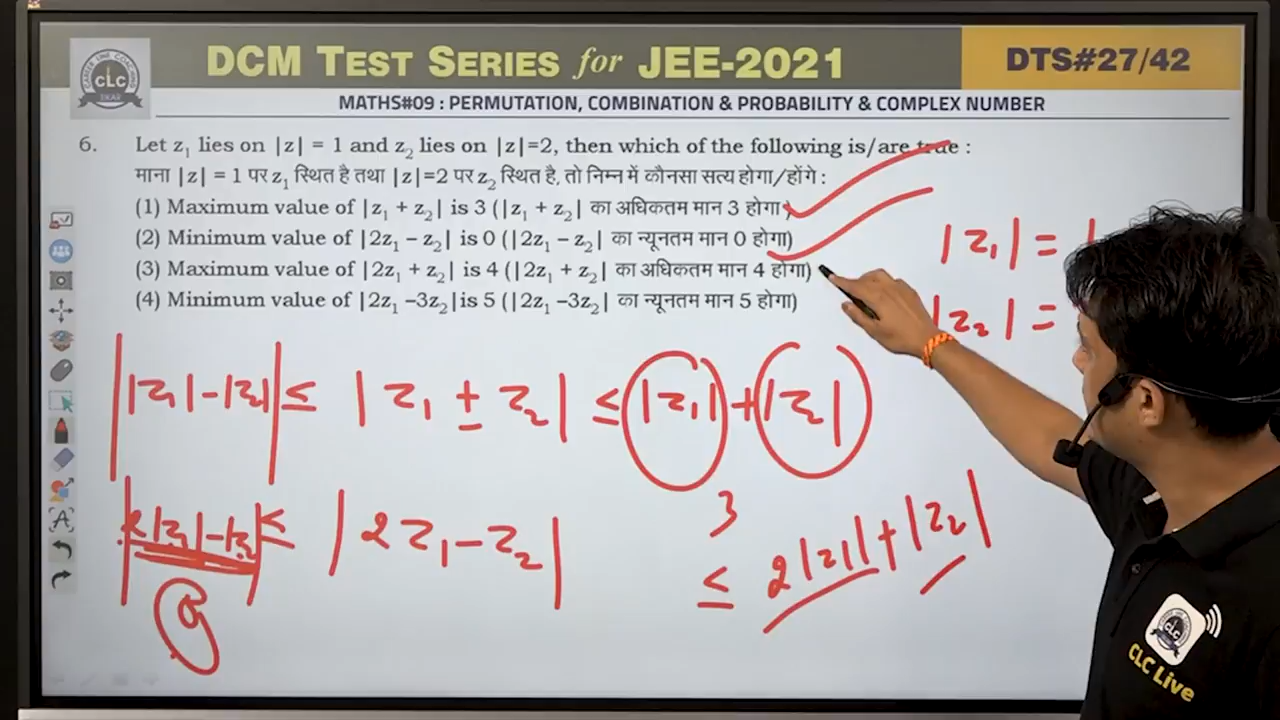 DCM TEST SERIES for JEE-2021
DTS#27/42
CLC
MATHS#09 : PERMUTATION, COMBINATION & PROBABILITY & COMPLEX NUMBER
6. Let z₁ lies on |z| = 1 and z₂ lies on |z|=2, then which of the following is/are true :
माना |z| = 1 पर z₁ स्थित है तथा |z|=2 पर z₂ स्थित है, तो निम्न में कौनसा सत्य होगा/होंगे :
(1) Maximum value of |z₁ + z₂| is 3 (|z₁ + z₂| का अधिकतम मान 3 होगा)
(2) Minimum value of |2z₁ – z₂| is 0 (|2z₁ – z₂| का न्यूनतम मान 0 होगा)
(3) Maximum value of |2z₁ + z₂| is 4 (|2z₁ + z₂| का अधिकतम मान 4 होगा)
(4) Minimum value of |2z₁ –3z₂|is 5 (|2z₁ –3z₂| का न्यूनतम मान 5 होगा)
|z₁| =
|z₂| =
||z₁|-|z₂|| ≤ |z₁ ± z₂| ≤ |z₁| + |z₂|
3
|2|z₁|-|z₂|| ≤ |2z₁-z₂| ≤ 2|z₁| + |z₂|
CLC
CLC Live